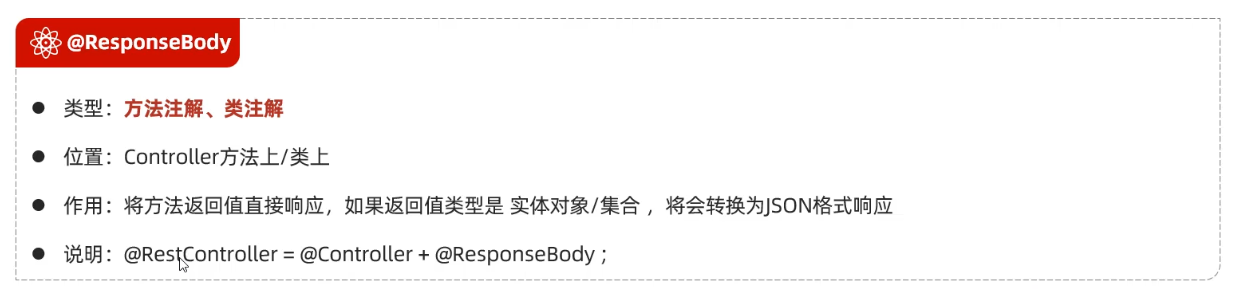 @ResponseBody
● 类型：方法注解、类注解
● 位置：Controller方法上/类上
● 作用：将方法返回值直接响应，如果返回值类型是 实体对象/集合 ，将会转换为JSON格式响应
● 说明：@RestController = @Controller + @ResponseBody ;